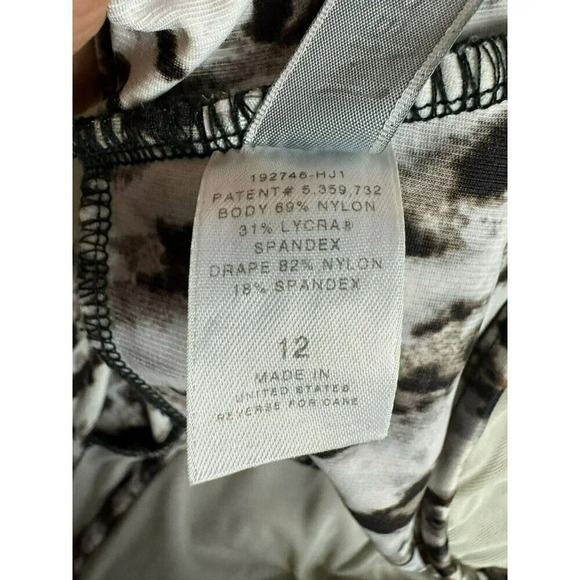 192746-HJ1
PATENT# 5,359,732
BODY 69% NYLON
31% LYCRA®
SPANDEX
DRAPE 82% NYLON
18% SPANDEX
12
MADE IN
UNITED STATES
REVERSE FOR CARE